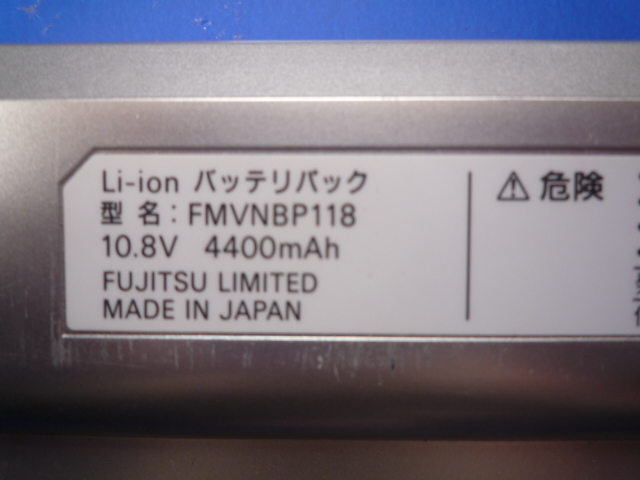 Li-ion バッテリパック
型 名：FMVNBP118
10.8V 4400mAh
FUJITSU LIMITED
MADE IN JAPAN
⚠危険